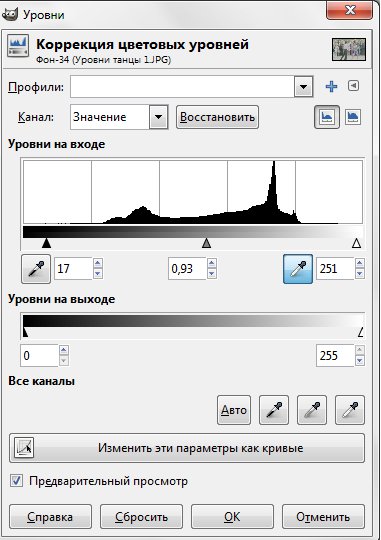 Уровни
Коррекция цветовых уровней
Фон-34 (Уровни танцы 1.JPG)
Профили:
Канал: Значение Восстановить
Уровни на входе
17 0,93 251
Уровни на выходе
0 255
Все каналы
Авто
Изменить эти параметры как кривые
Предварительный просмотр
Справка Сбросить OK Отменить